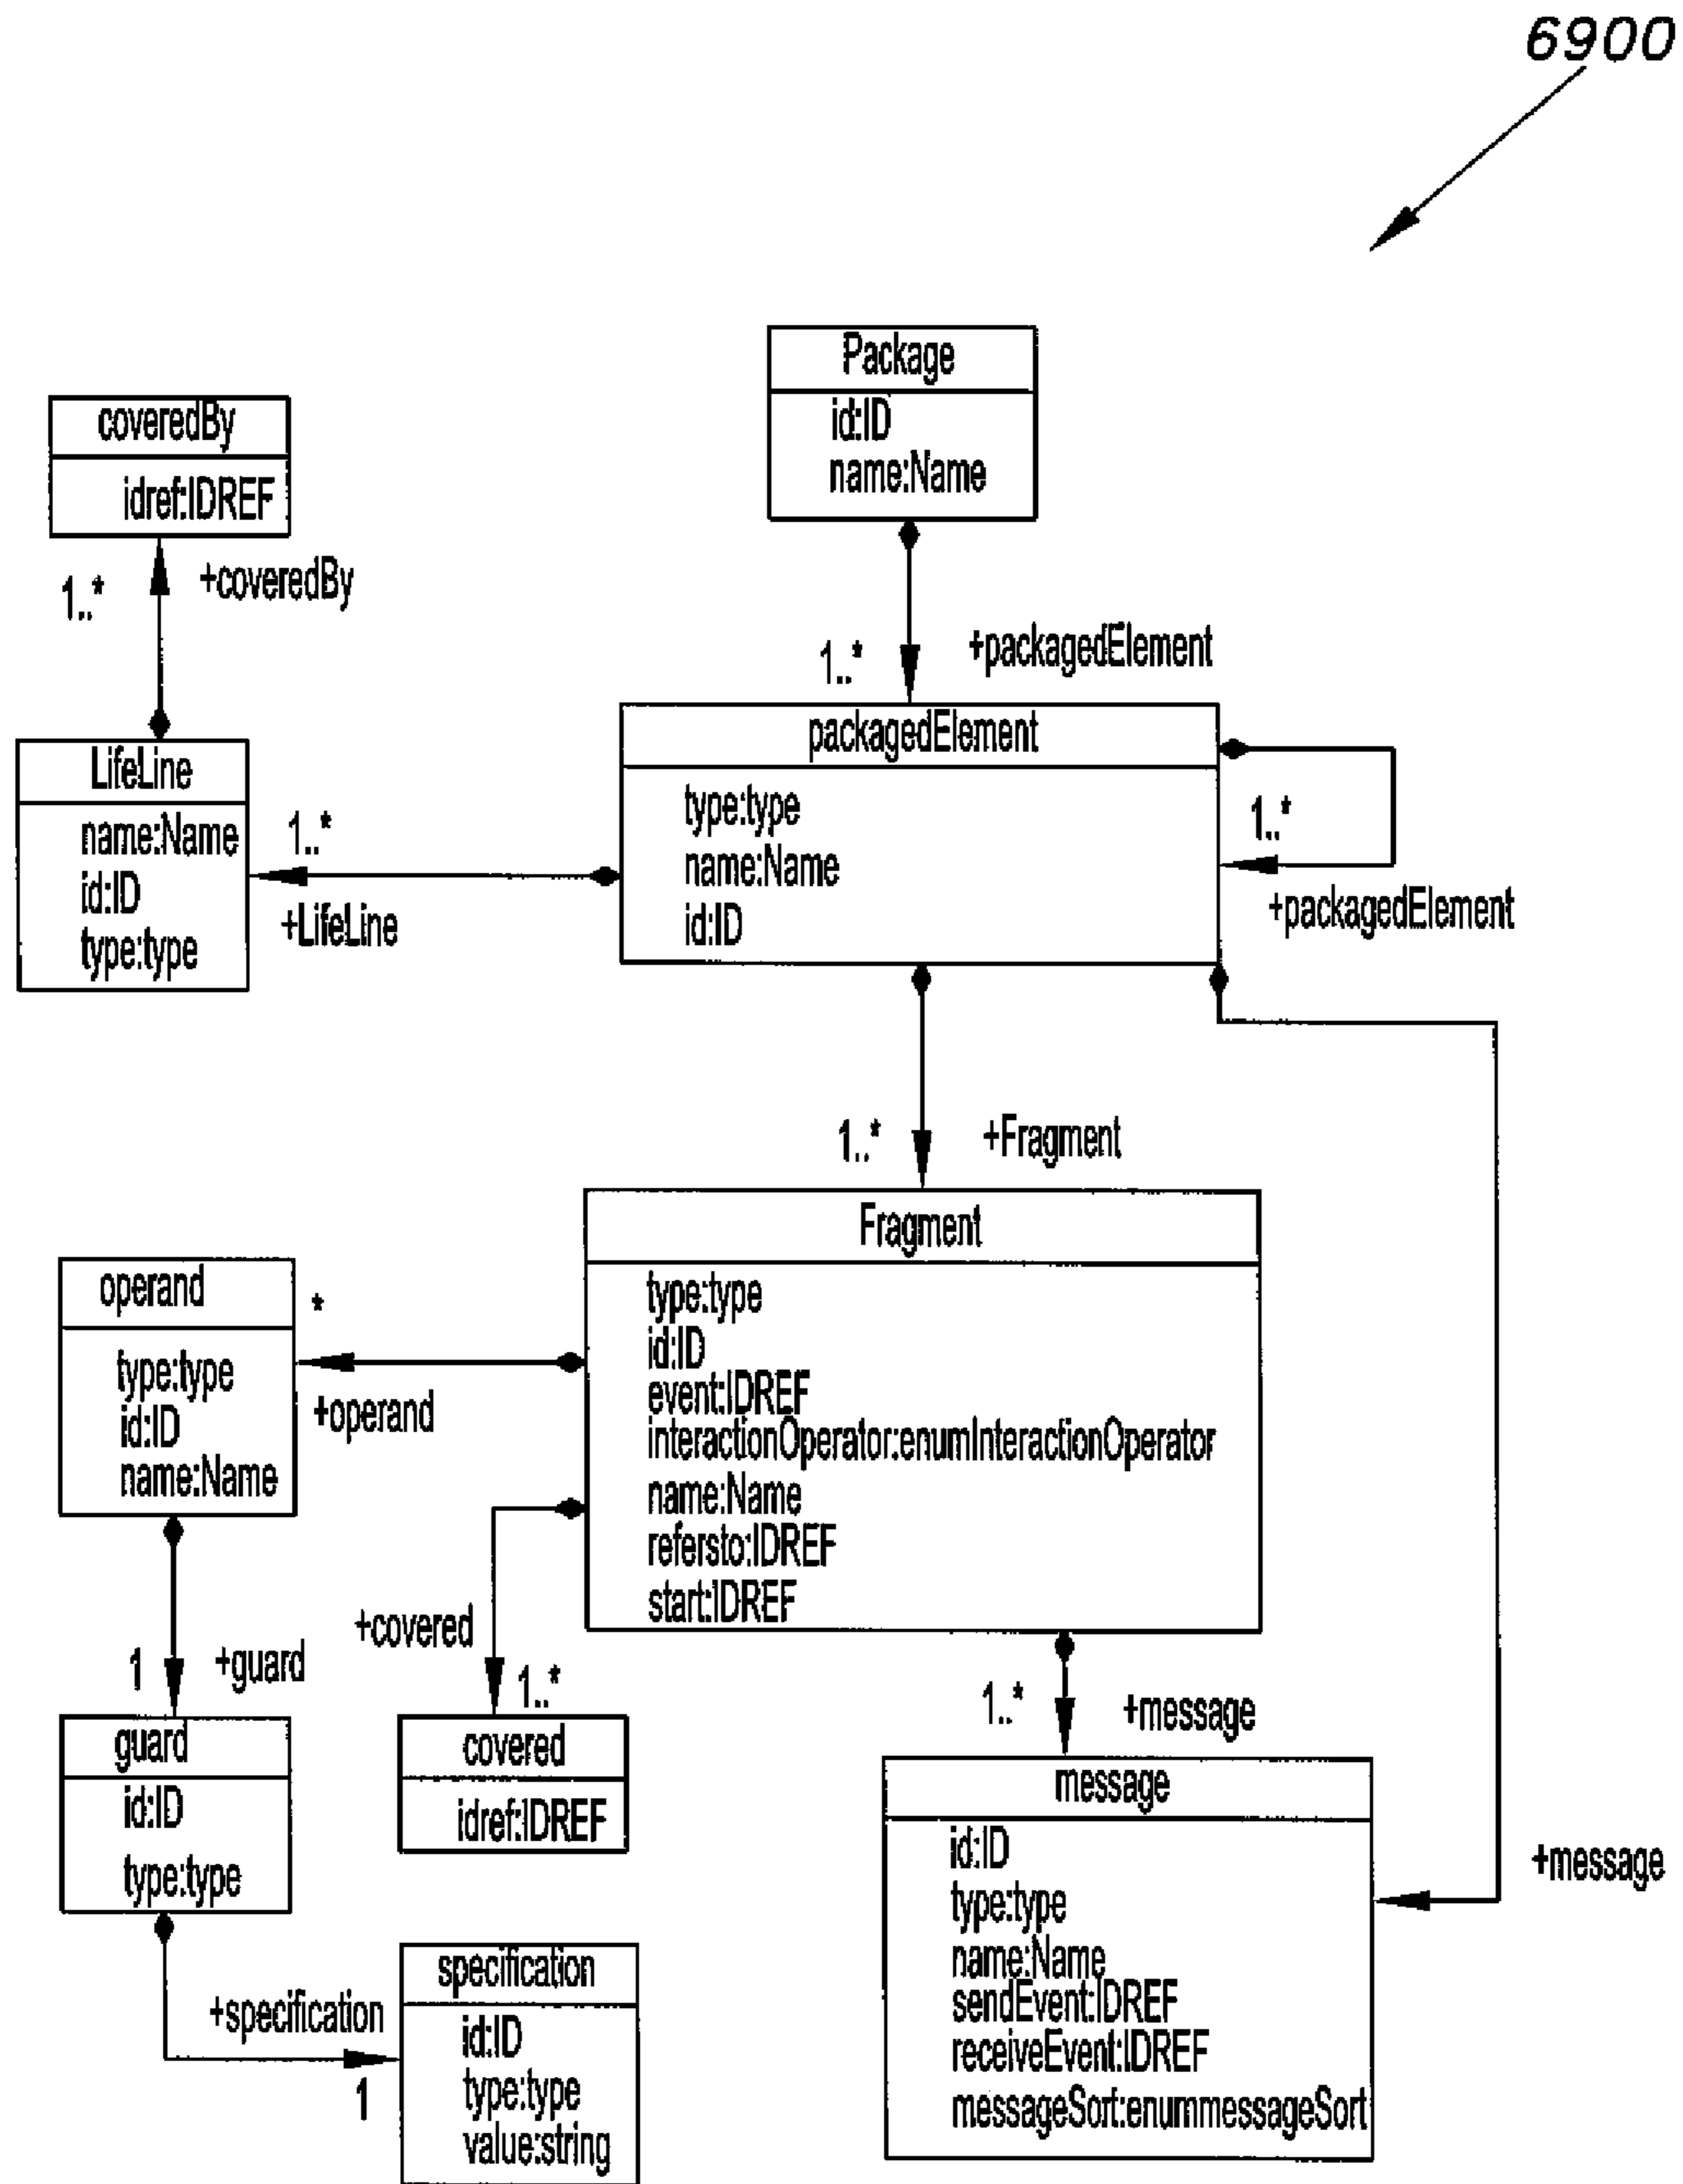 6900
Package
id:ID
name:Name
coveredBy
idref:IDREF
1..*
+coveredBy
1..*
+packagedElement
packagedElement
type:type
name:Name
id:ID
1..*
+packagedElement
LifeLine
name:Name
id:ID
type:type
1..*
+LifeLine
1..*
+Fragment
Fragment
type:type
id:ID
event:IDREF
interactionOperator:enumInteractionOperator
name:Name
refersto:IDREF
start:IDREF
operand
type:type
id:ID
name:Name
*
+operand
+covered
1..*
1
+guard
guard
id:ID
type:type
covered
idref:IDREF
1..*
+message
message
id:ID
type:type
name:Name
sendEvent:IDREF
receiveEvent:IDREF
messageSort:enummessageSort
+message
+specification
1
specification
id:ID
type:type
value:string